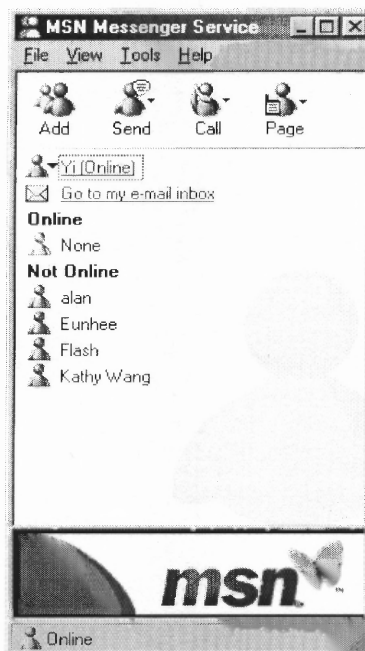 MSN Messenger Service
File View Tools Help
Add Send Call Page
Yi (Online)
Go to my e-mail inbox
Online
None
Not Online
alan
Eunhee
Flash
Kathy Wang
msn
Online